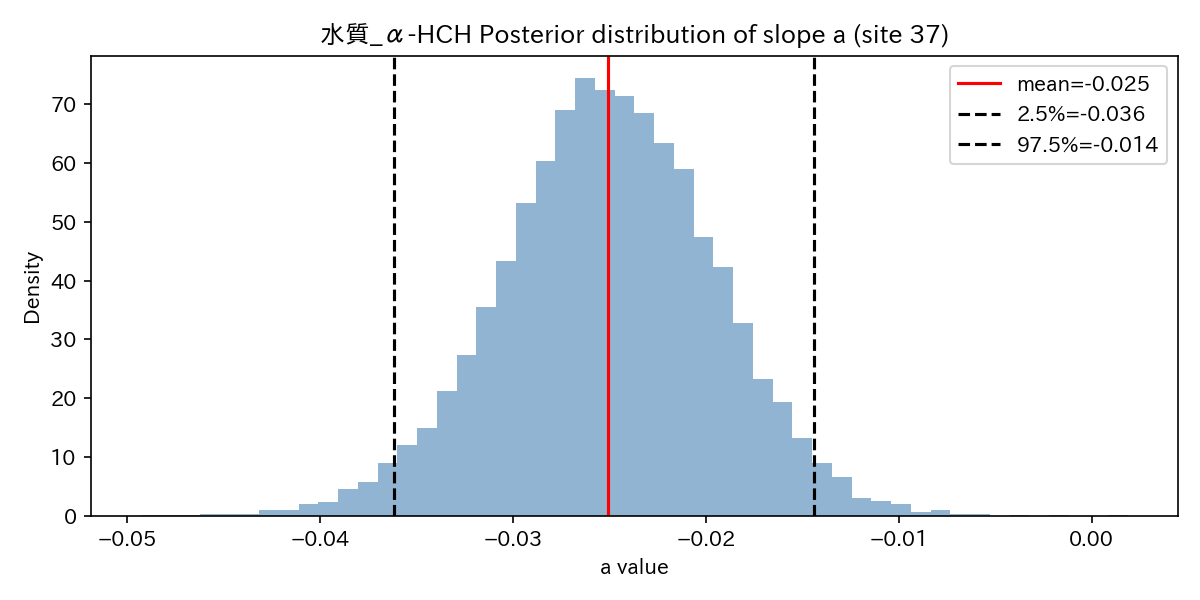 水質_α-HCH Posterior distribution of slope a (site 37)
mean=-0.025
2.5%=-0.036
97.5%=-0.014
Density
70
60
50
40
30
20
10
0
−0.05 −0.04 −0.03 −0.02 −0.01 0.00
a value